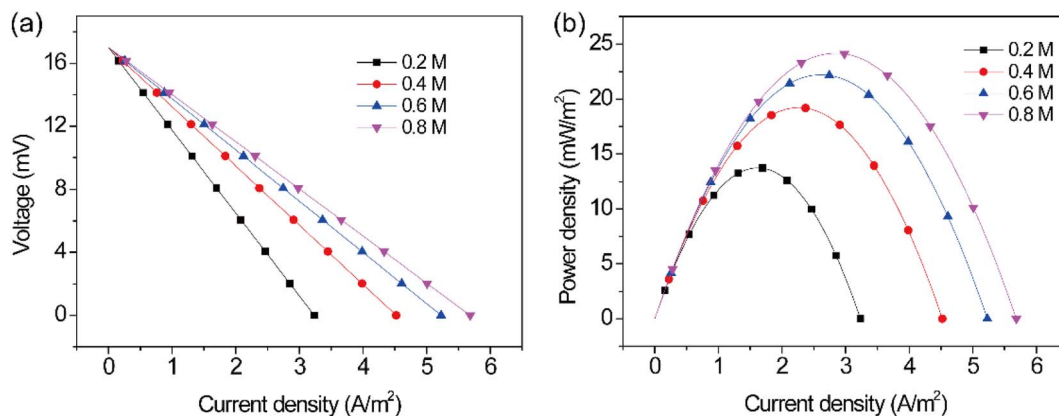 (a)
16
12
8
4
0
Voltage (mV)
0 1 2 3 4 5 6
Current density (A/m²)
0.2 M
0.4 M
0.6 M
0.8 M
(b)
25
20
15
10
5
0
Power density (mW/m²)
0 1 2 3 4 5 6
Current density (A/m²)
0.2 M
0.4 M
0.6 M
0.8 M